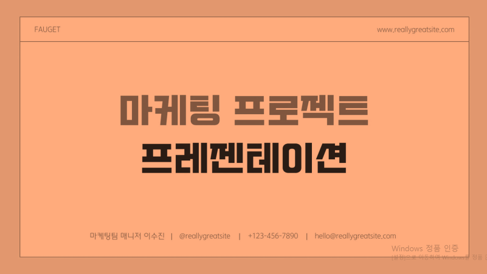 FAUGET
www.reallygreatsite.com
마케팅 프로젝트
프레젠테이션
마케팅팀 매니저 이수진 | @reallygreatsite | +123-456-7890 | hello@reallygreatsite.com
Windows 정품 인증